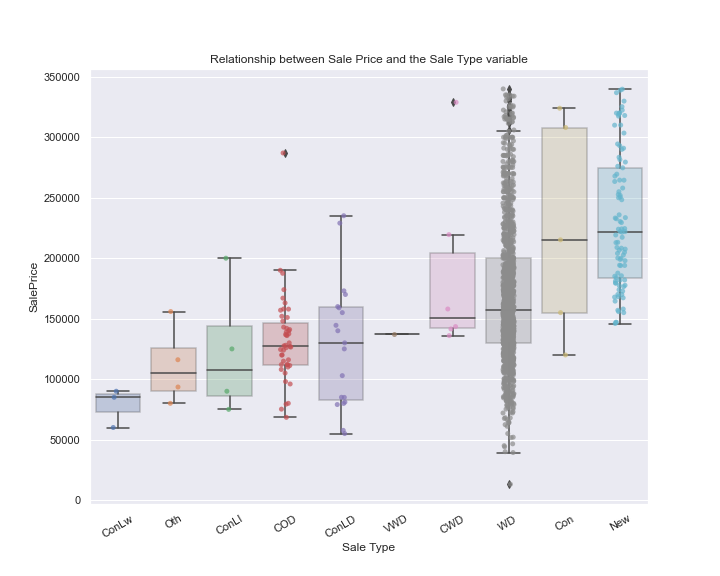 Relationship between Sale Price and the Sale Type variable
350000
300000
250000
200000
150000
100000
50000
0
SalePrice
ConLw
Oth
ConLI
COD
ConLD
VWD
CWD
WD
Con
New
Sale Type